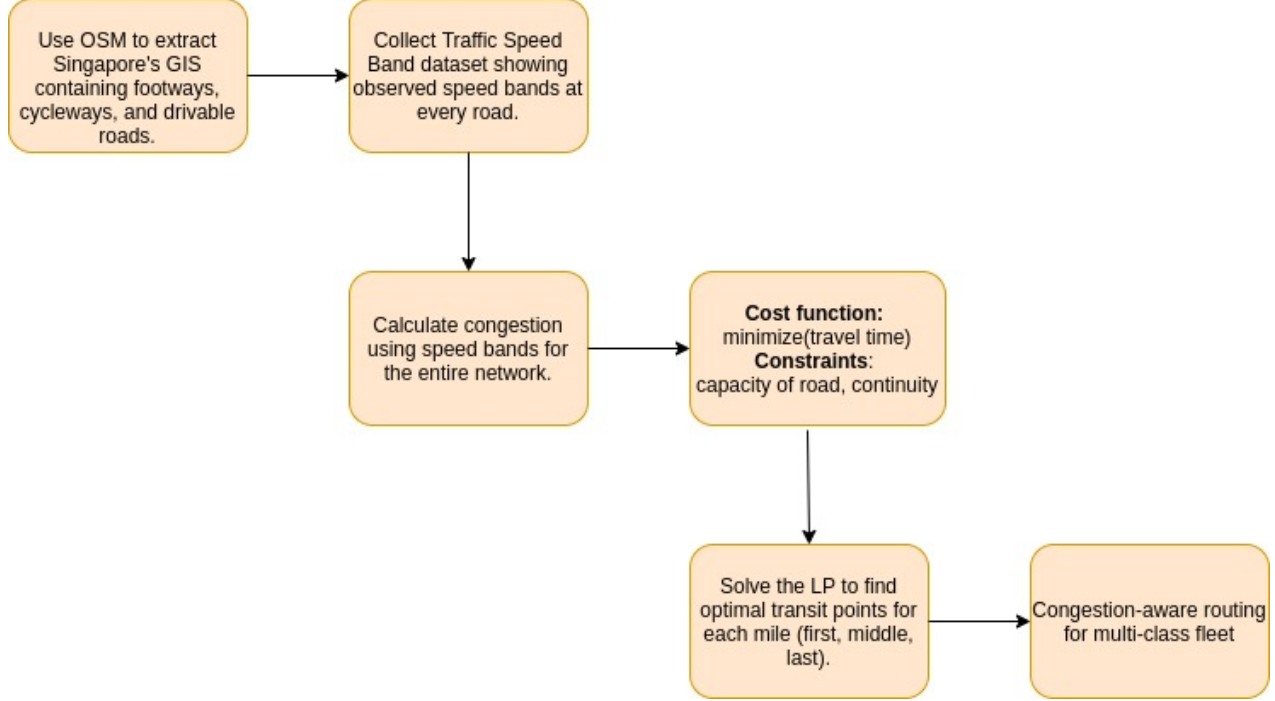 Use OSM to extract
Singapore's GIS
containing footways,
cycleways, and drivable
roads.
Collect Traffic Speed
Band dataset showing
observed speed bands at
every road.
Calculate congestion
using speed bands for
the entire network.
Cost function:
minimize(travel time)
Constraints:
capacity of road, continuity
Solve the LP to find
optimal transit points for
each mile (first, middle,
last).
Congestion-aware routing
for multi-class fleet